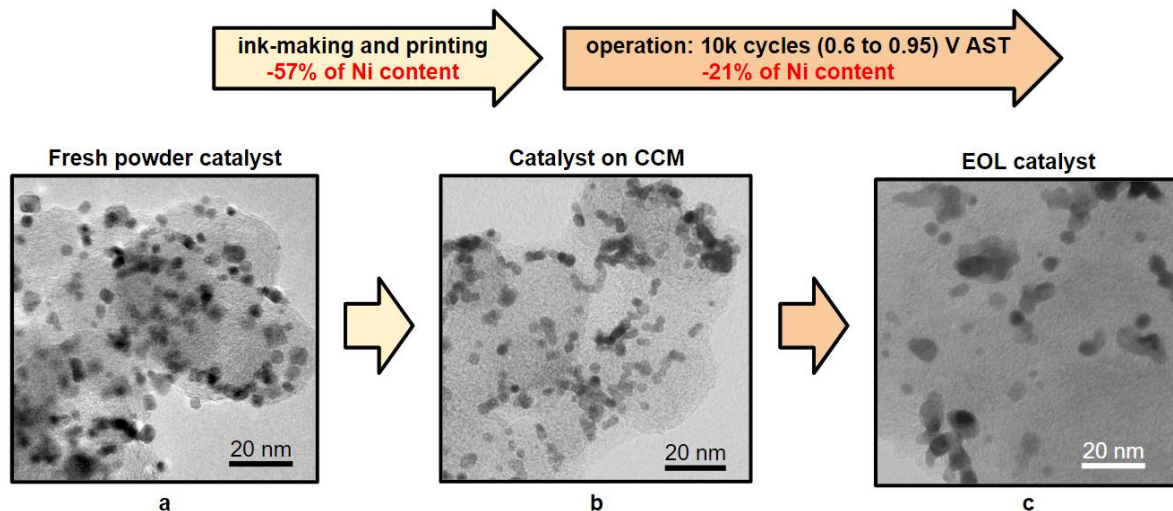 ink-making and printing
-57% of Ni content
operation: 10k cycles (0.6 to 0.95) V AST
-21% of Ni content
Fresh powder catalyst
Catalyst on CCM
EOL catalyst
20 nm
20 nm
20 nm
a
b
c